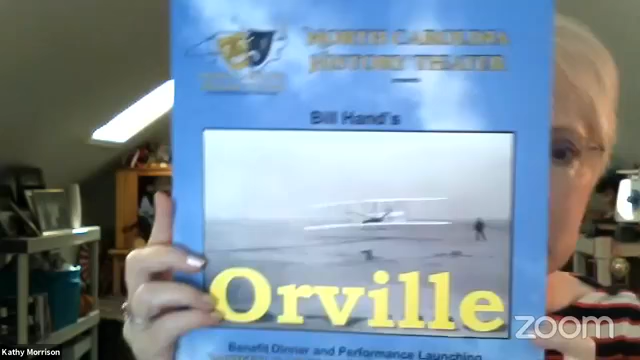 NORTH CAROLINA
HISTORY THEATER
Bill Hand's
Orville
Benefit Dinner and Performance Launching
Kathy Morrison
zoom